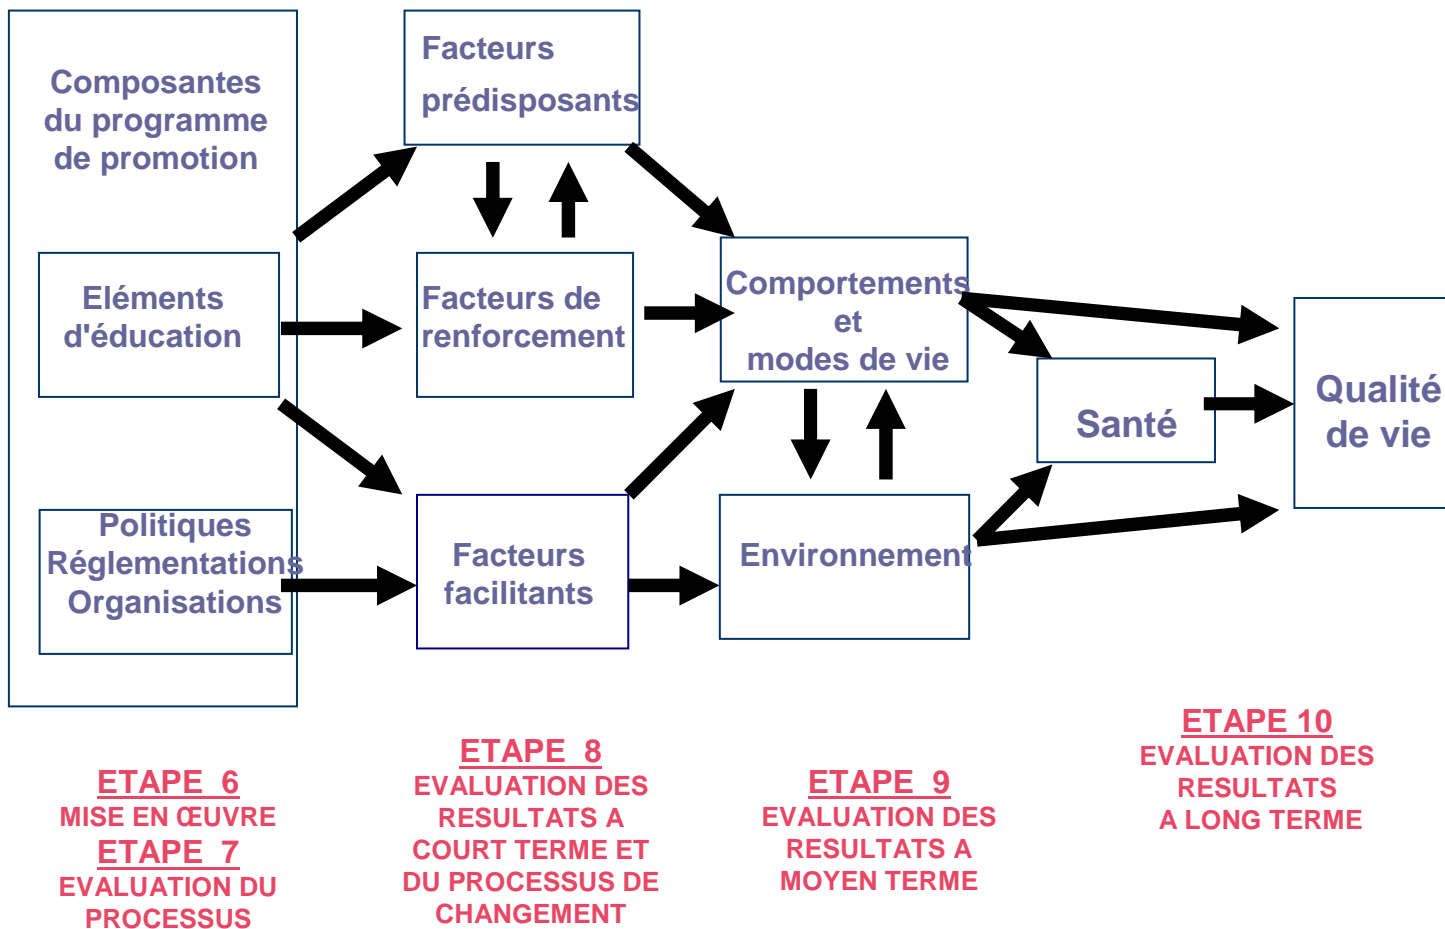 Composantes
du programme
de promotion
Eléments
d'éducation
Politiques
Réglementations
Organisations
Facteurs
prédisposants
Facteurs de
renforcement
Facteurs
facilitants
Comportements
et
modes de vie
Environnement
Santé
Qualité
de vie
ETAPE 6
MISE EN ŒUVRE
ETAPE 7
EVALUATION DU
PROCESSUS
ETAPE 8
EVALUATION DES
RESULTATS A
COURT TERME ET
DU PROCESSUS DE
CHANGEMENT
ETAPE 9
EVALUATION DES
RESULTATS A
MOYEN TERME
ETAPE 10
EVALUATION DES
RESULTATS
A LONG TERME